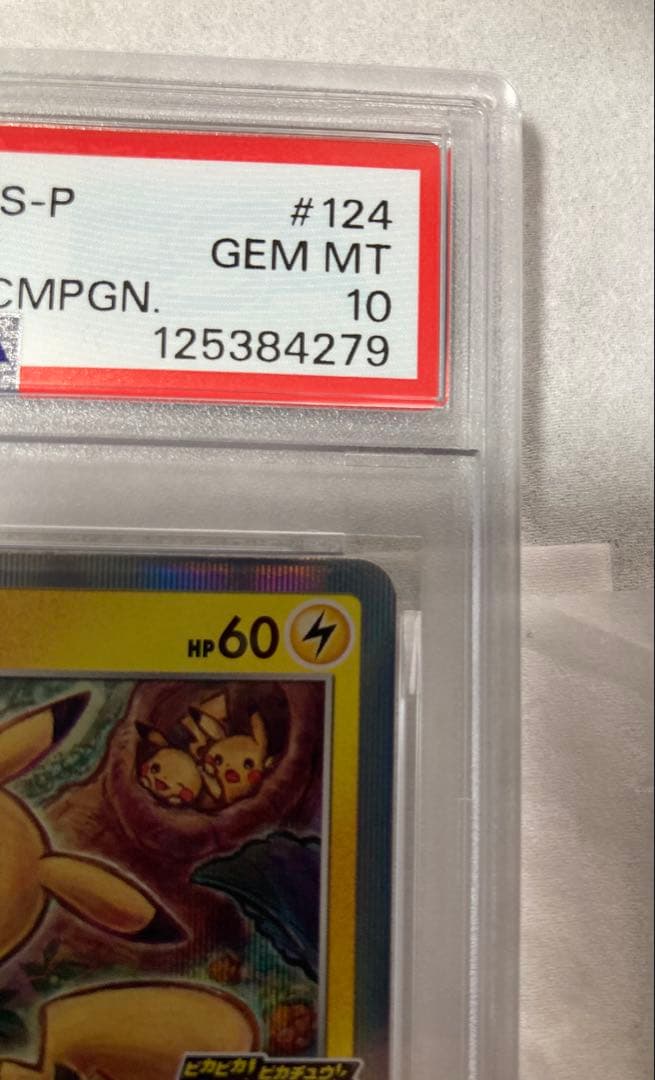 S-P
#124
GEM MT
CMPGN.
10
125384279
HP60
ピカピカ! ピカチュウ!,